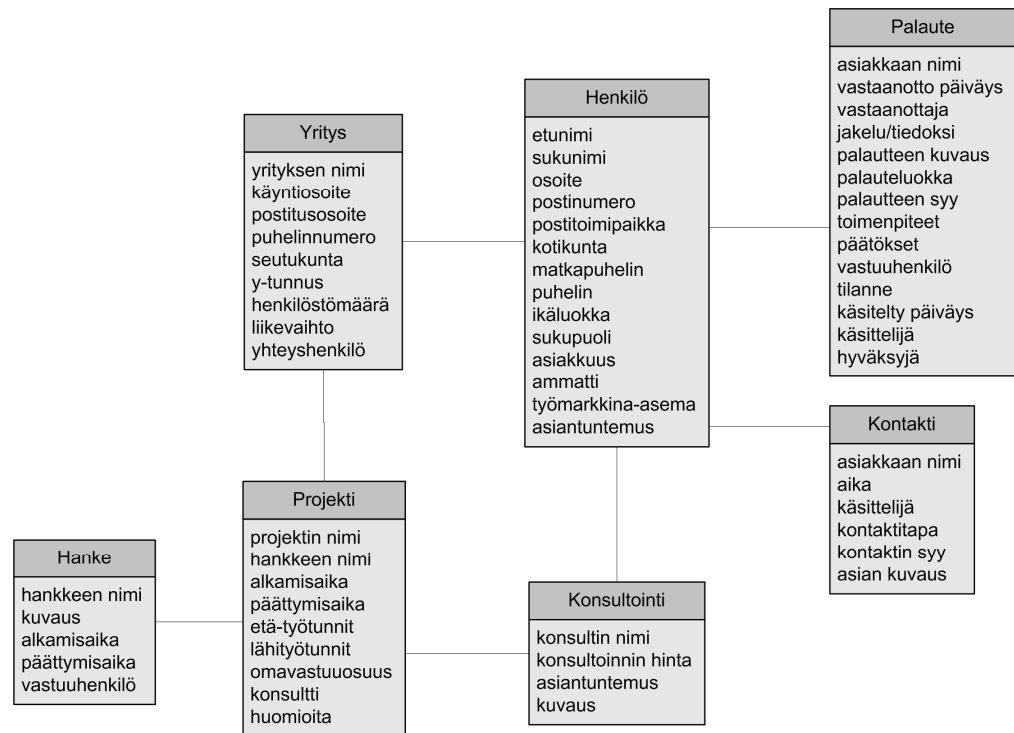 Palaute
asiakkaan nimi
vastaanotto päiväys
vastaanottaja
jakelu/tiedoksi
palautteen kuvaus
palauteluokka
palautteen syy
toimenpiteet
päätökset
vastuuhenkilö
tilanne
käsitelty päiväys
käsittelijä
hyväksyjä
Henkilö
etunimi
sukunimi
osoite
postinumero
postitoimipaikka
kotikunta
matkapuhelin
puhelin
ikäluokka
sukupuoli
asiakkuus
ammatti
työmarkkina-asema
asiantuntemus
Yritys
yrityksen nimi
käyntiosoite
postitusosoite
puhelinnumero
seutukunta
y-tunnus
henkilöstömäärä
liikevaihto
yhteyshenkilö
Kontakti
asiakkaan nimi
aika
käsittelijä
kontaktitapa
kontaktin syy
asian kuvaus
Projekti
projektin nimi
hankkeen nimi
alkamisaika
päättymisaika
etä-työtunnit
lähityötunnit
omavastuuosuus
konsultti
huomioita
Hanke
hankkeen nimi
kuvaus
alkamisaika
päättymisaika
vastuuhenkilö
Konsultointi
konsultin nimi
konsultoinnin hinta
asiantuntemus
kuvaus